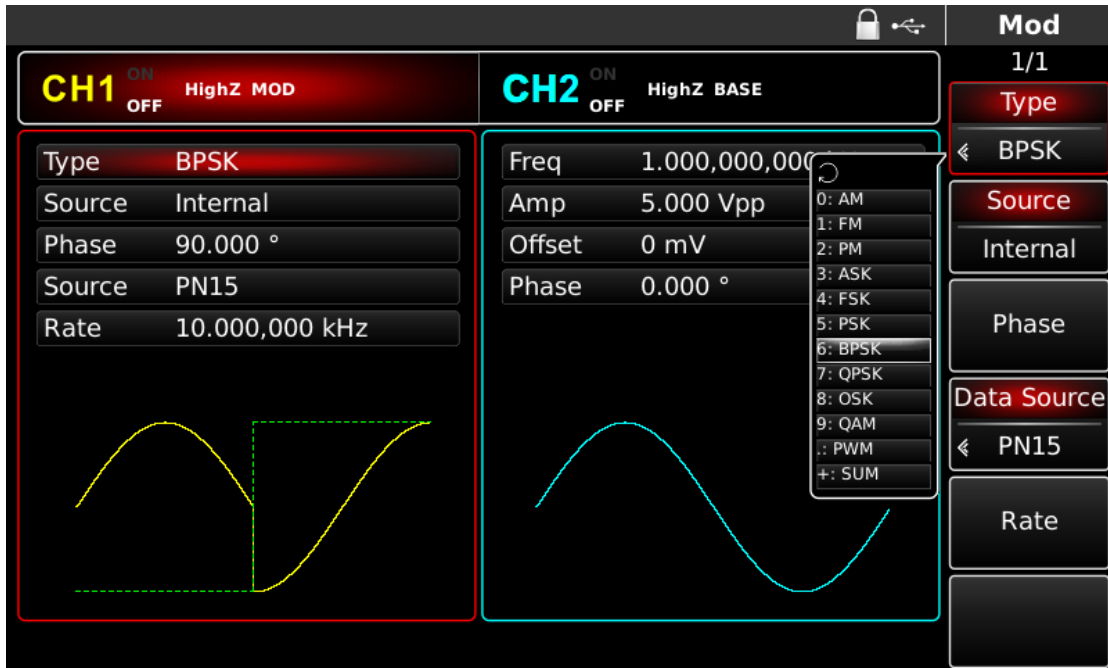 Mod
1/1
CH1 ON OFF HighZ MOD
CH2 ON OFF HighZ BASE
Type BPSK
Source Internal
Phase 90.000 °
Source PN15
Rate 10.000,000 kHz
Freq 1.000,000,000
Amp 5.000 Vpp
Offset 0 mV
Phase 0.000 °
0: AM
1: FM
2: PM
3: ASK
4: FSK
5: PSK
6: BPSK
7: QPSK
8: OSK
9: QAM
.: PWM
+: SUM
Type
BPSK
Source
Internal
Phase
Data Source
PN15
Rate